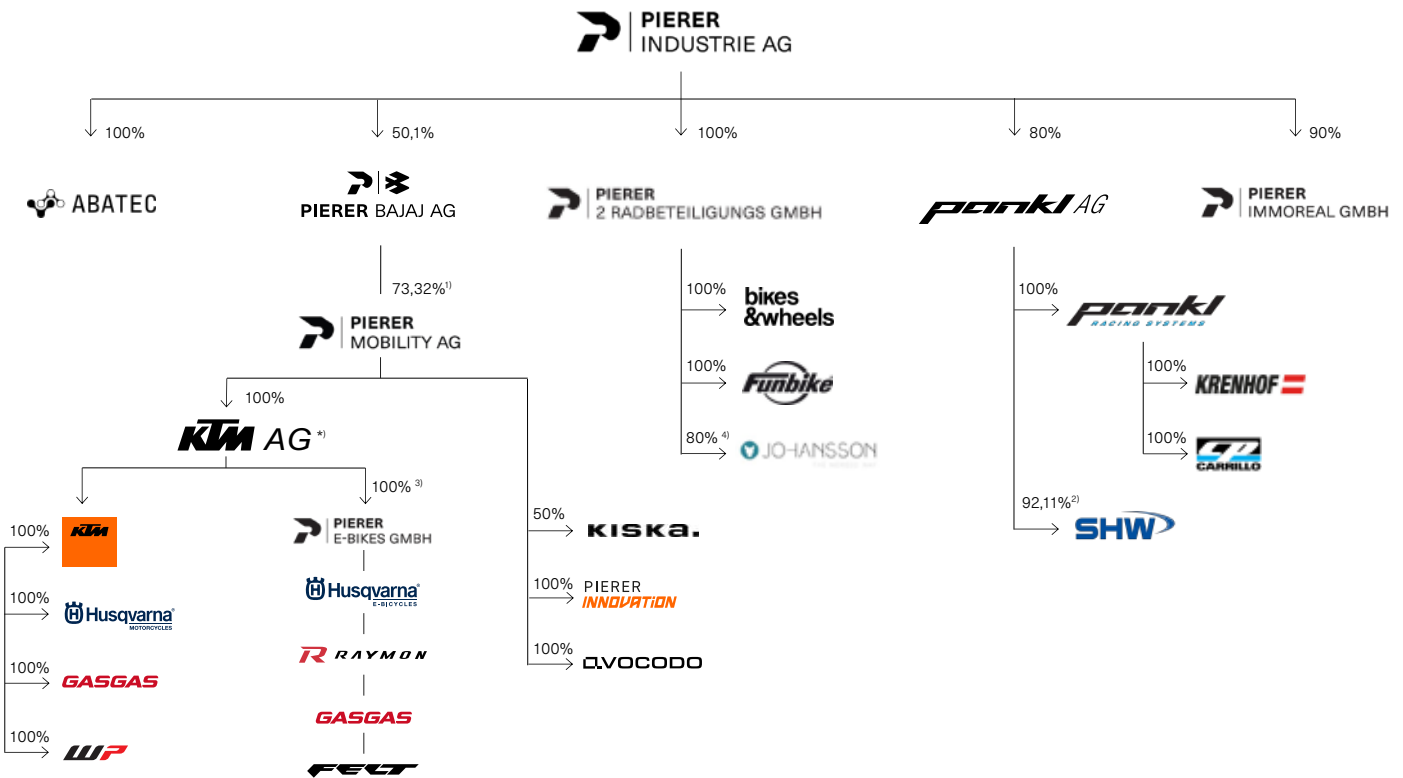 PIERER
INDUSTRIE AG
100%
50,1%
100%
80%
90%
ABATEC
PIERER BAJAJ AG
PIERER
2 RADBETEILIGUNGS GMBH
pankl AG
PIERER
IMMOREAL GMBH
73,32%¹⁾
PIERER
MOBILITY AG
100%
bikes
&wheels
100%
Funbike
80% ⁴⁾
JOHANSSON
100%
pankl
RACING SYSTEMS
100%
KRENHOF
100%
CP
CARRILLO
92,11%²⁾
SHW
100%
KTM AG *⁾
100% ³⁾
100%
KTM
100%
Husqvarna®
MOTORCYCLES
100%
GASGAS
100%
WP
PIERER
E-BIKES GMBH
Husqvarna®
E-BICYCLES
R RAYMON
GASGAS
FELT
50%
KISKA.
100%
PIERER
INNOVATION
100%
AVOCODO